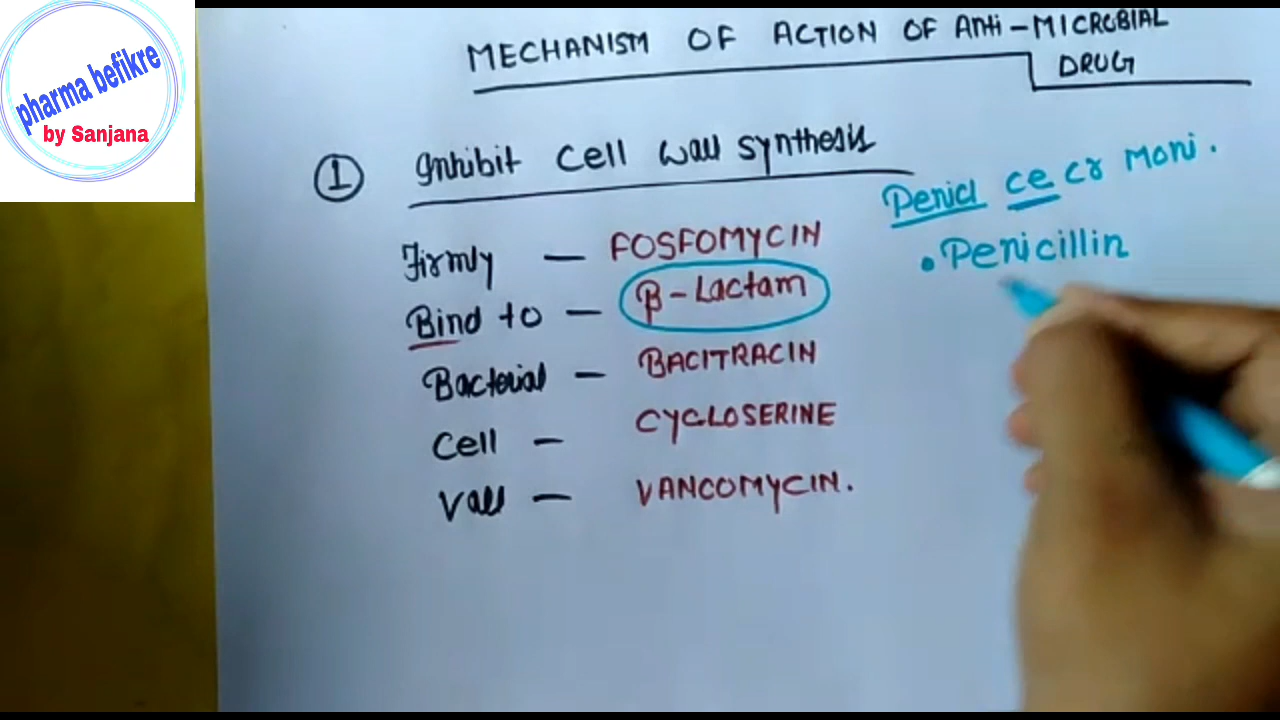 pharma befikre
by Sanjana
MECHANISM OF ACTION OF Anti-MICROBIAL
DRUG
① Inhibit Cell Wall Synthesis
Penicl ce cr Moni.
Firmly — FOSFOMYCIN
• Penicillin
Bind to — β-Lactam
Bacterial — BACITRACIN
Cell — CYCLOSERINE
Vall — VANCOMYCIN.